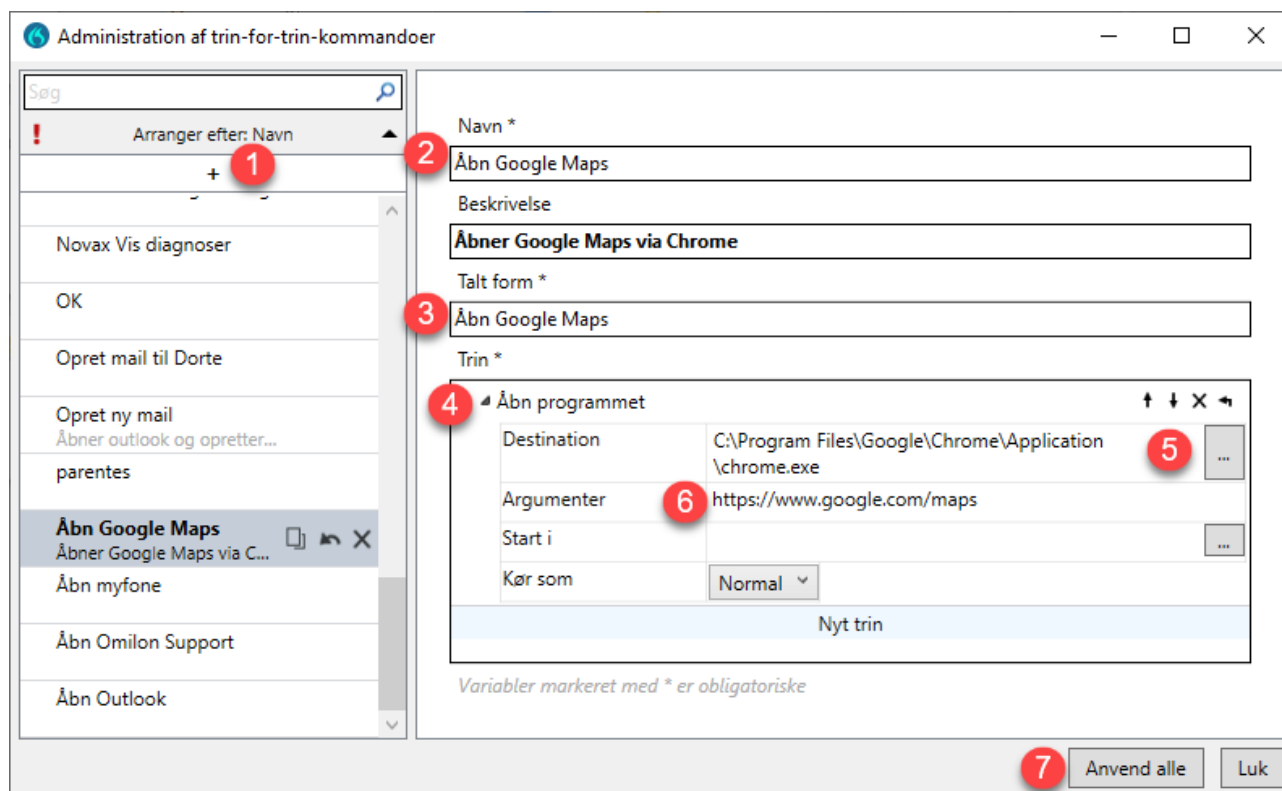 Administration af trin-for-trin-kommandoer
Søg
! Arranger efter: Navn
1
+
Novax Vis diagnoser
OK
Opret mail til Dorte
Opret ny mail
Åbner outlook og opretter...
parentes
Åbn Google Maps
Åbner Google Maps via C...
Åbn myfone
Åbn Omilon Support
Åbn Outlook
Navn *
2 Åbn Google Maps
Beskrivelse
Åbner Google Maps via Chrome
Talt form *
3 Åbn Google Maps
Trin *
4 Åbn programmet
Destination C:\Program Files\Google\Chrome\Application
\chrome.exe 5 ...
Argumenter 6 https://www.google.com/maps
Start i ...
Kør som Normal
Nyt trin
Variabler markeret med * er obligatoriske
7 Anvend alle Luk